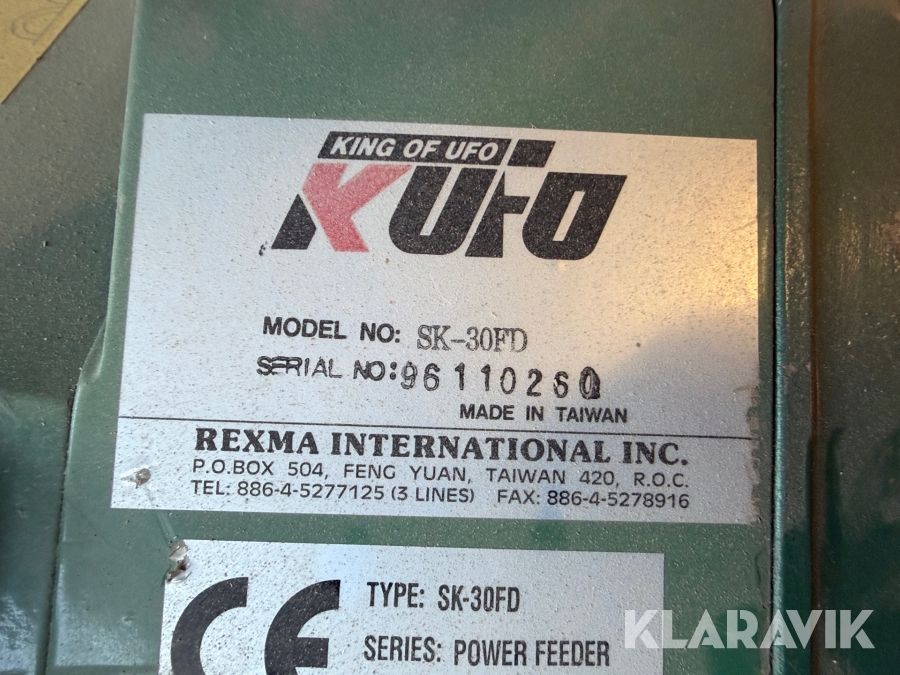 KING OF UFO
KUFO
MODEL NO: SK-30FD
SERIAL NO: 96110260
MADE IN TAIWAN
REXMA INTERNATIONAL INC.
P.O.BOX 504, FENG YUAN, TAIWAN 420, R.O.C.
TEL: 886-4-5277125 (3 LINES) FAX: 886-4-5278916
CE
TYPE: SK-30FD
SERIES: POWER FEEDER
KLARAVIK